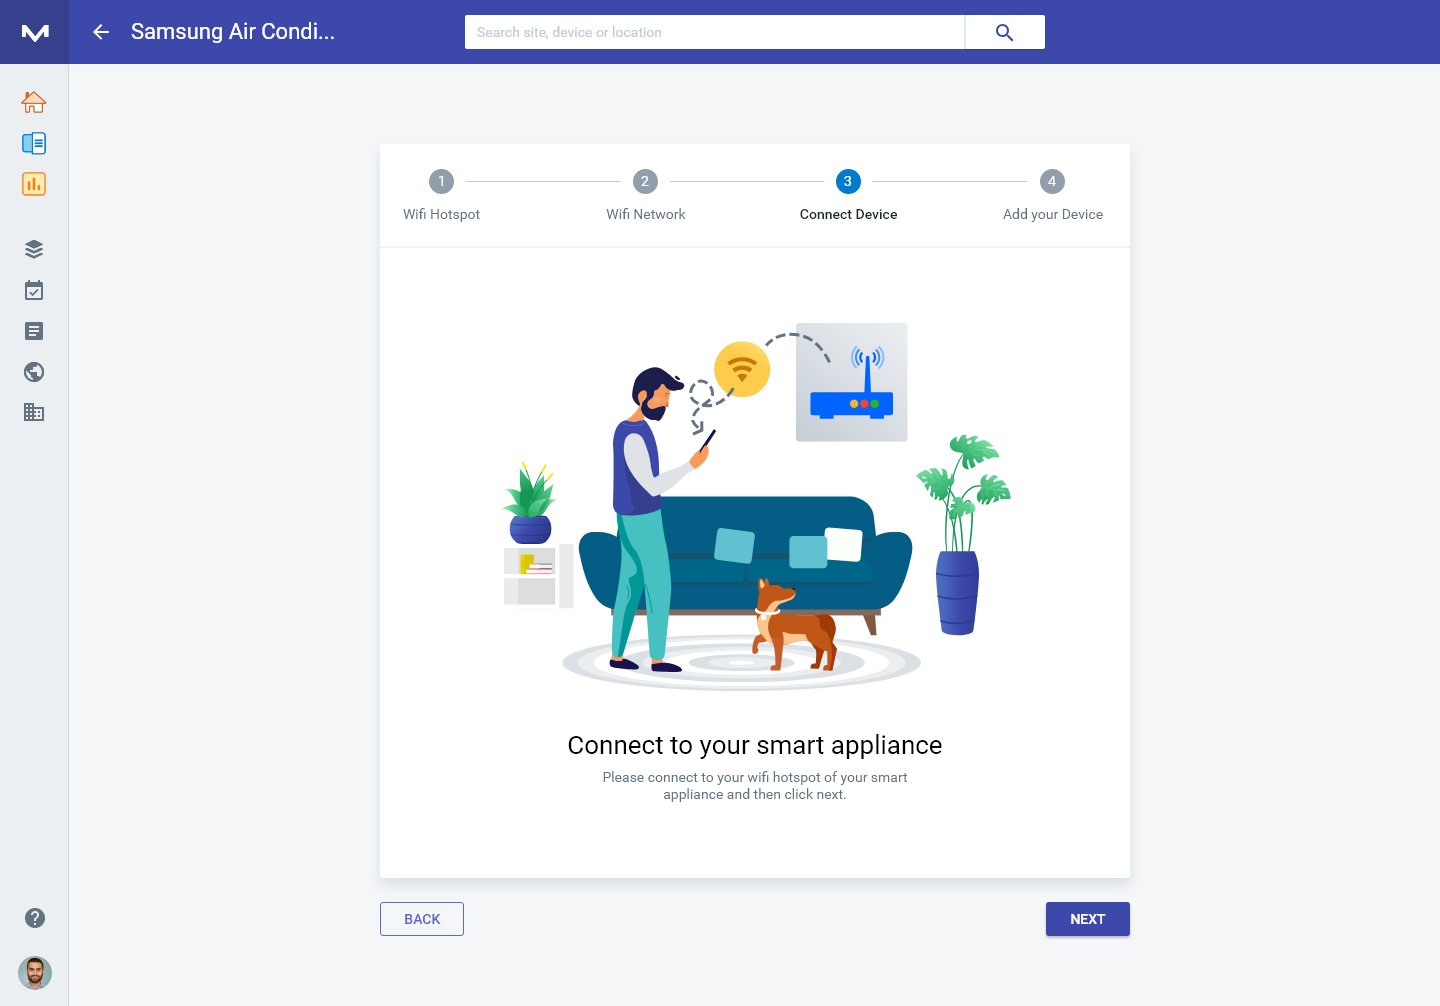 Samsung Air Condi...
Search site, device or location
1
2
3
4
Wifi Hotspot
Wifi Network
Connect Device
Add your Device
Connect to your smart appliance
Please connect to your wifi hotspot of your smart
appliance and then click next.
BACK
NEXT